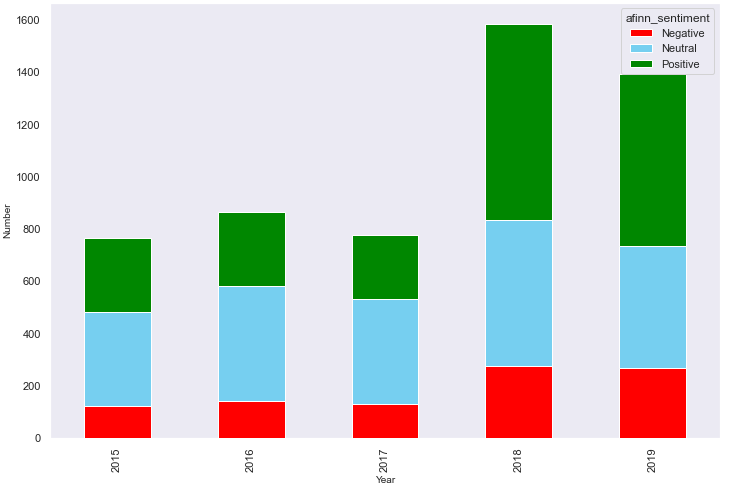 afinn_sentiment
Negative
Neutral
Positive
1600
1400
1200
1000
800
600
400
200
0
Number
2015
2016
2017
2018
2019
Year